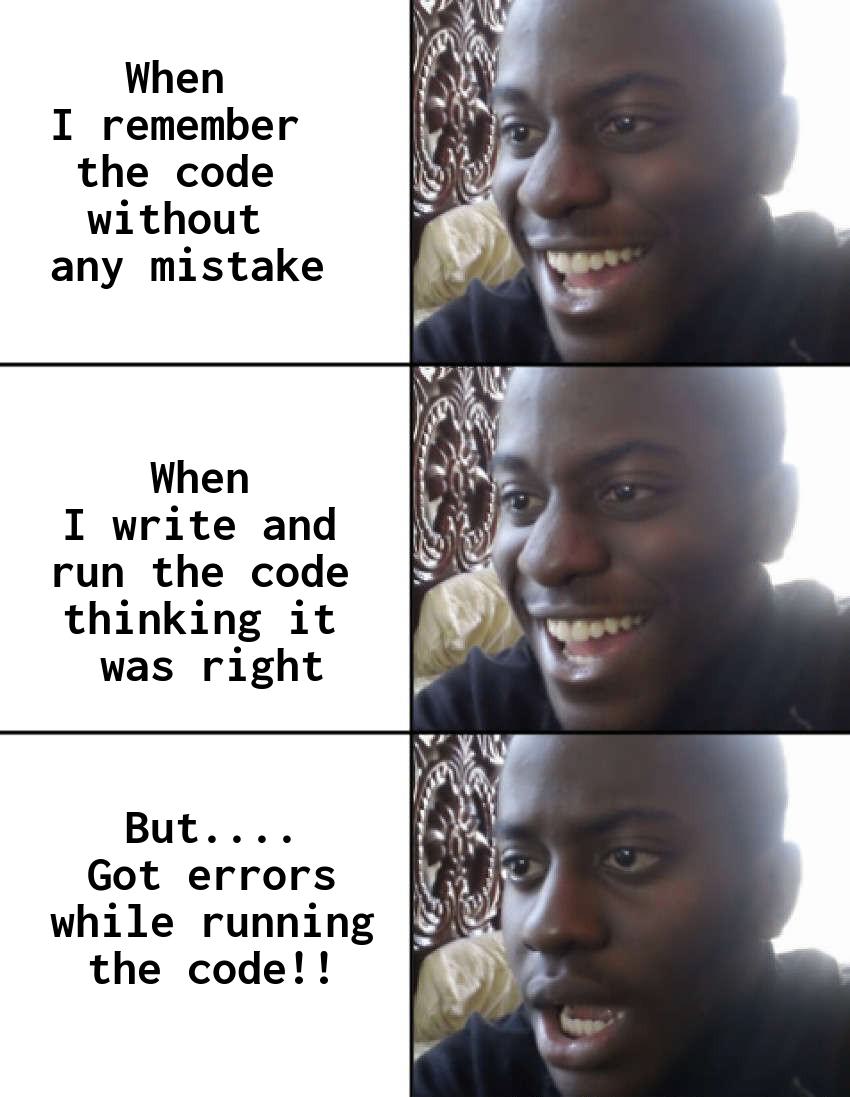 When
I remember
the code
without
any mistake
When
I write and
run the code
thinking it
was right
But....
Got errors
while running
the code!!